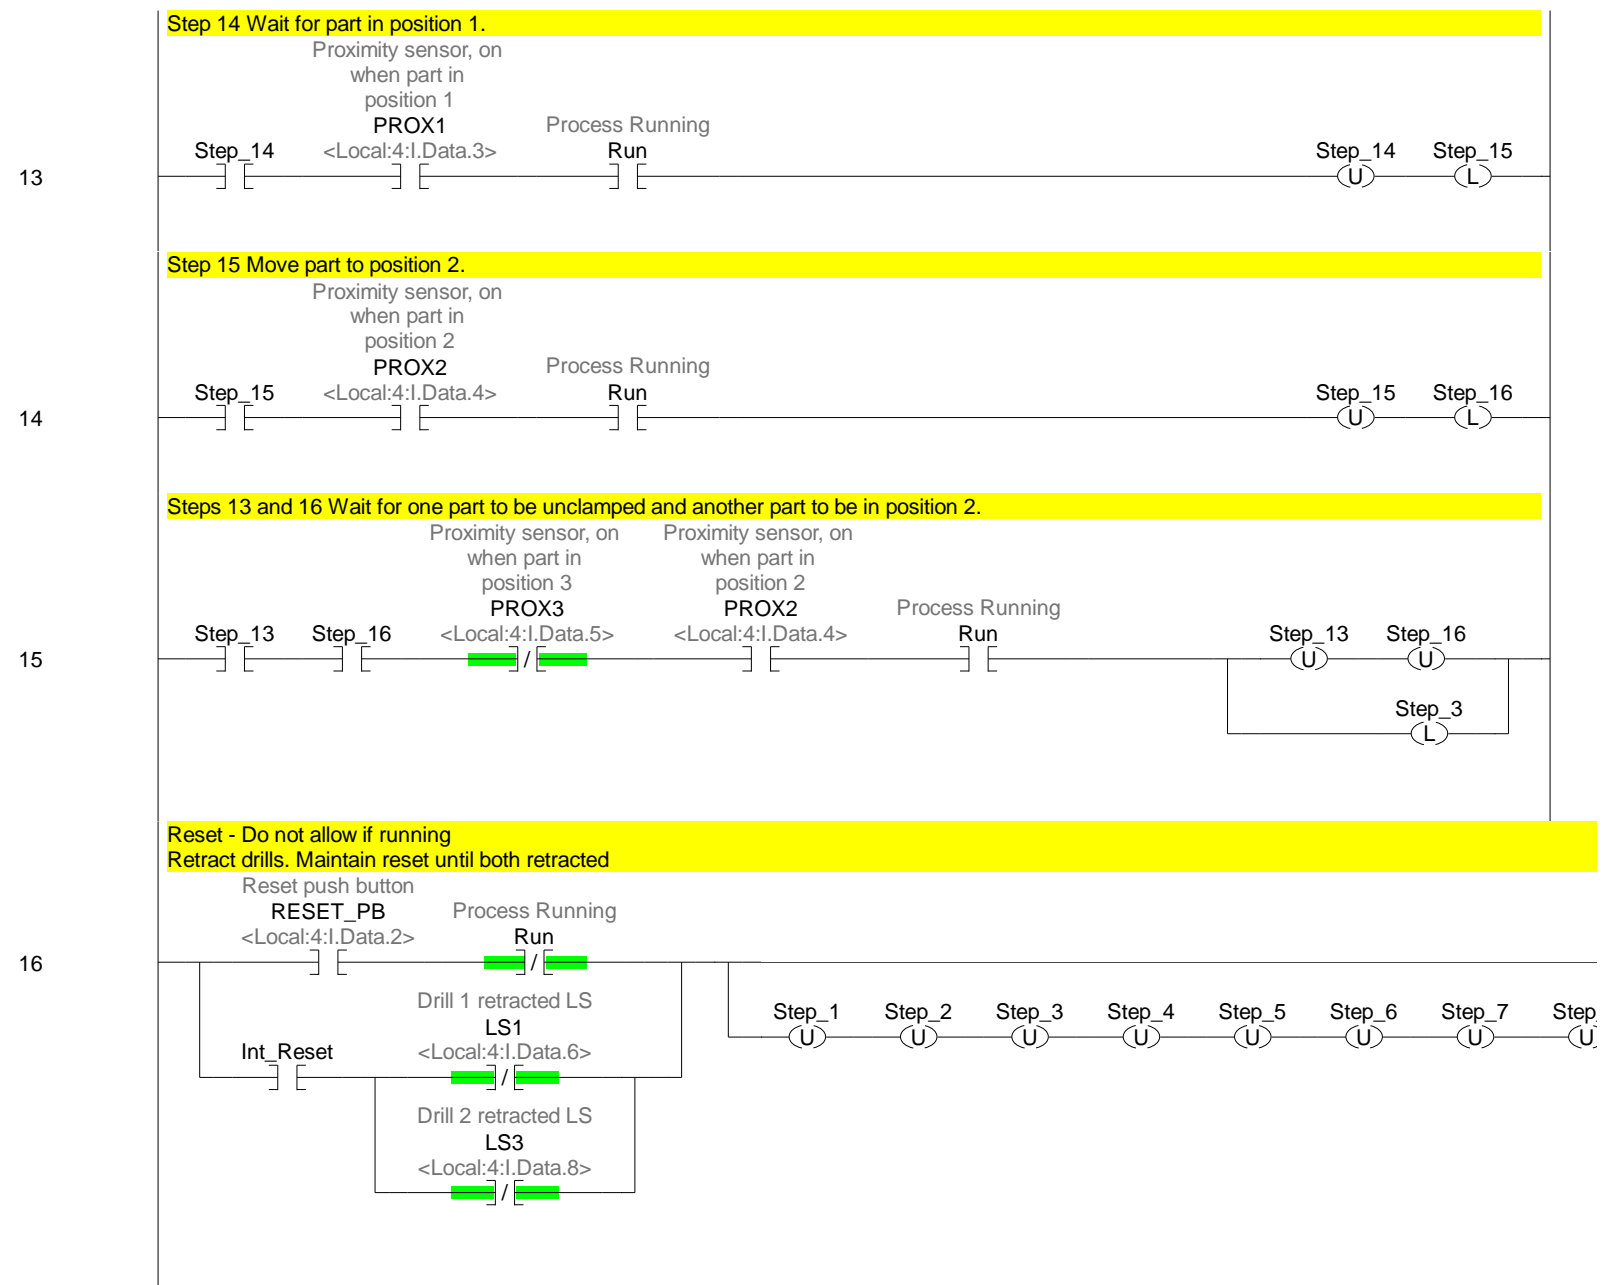 Step 14 Wait for part in position 1.
Proximity sensor, on
when part in
position 1
PROX1
Process Running
Step_14
<Local:4:I.Data.3>
Run
Step_14
Step_15
13
U
L
Step 15 Move part to position 2.
Proximity sensor, on
when part in
position 2
PROX2
Process Running
Step_15
<Local:4:I.Data.4>
Run
Step_15
Step_16
14
U
L
Steps 13 and 16 Wait for one part to be unclamped and another part to be in position 2.
Proximity sensor, on
when part in
position 3
PROX3
Proximity sensor, on
when part in
position 2
PROX2
Process Running
Step_13
Step_16
<Local:4:I.Data.5>
<Local:4:I.Data.4>
Run
Step_13
Step_16
15
/
U
U
Step_3
L
Reset - Do not allow if running
Retract drills. Maintain reset until both retracted
Reset push button
RESET_PB
<Local:4:I.Data.2>
Process Running
Run
16
/
Drill 1 retracted LS
LS1
<Local:4:I.Data.6>
Int_Reset
/
Step_1
Step_2
Step_3
Step_4
Step_5
Step_6
Step_7
Step_
U
U
U
U
U
U
U
U
Drill 2 retracted LS
LS3
<Local:4:I.Data.8>
/